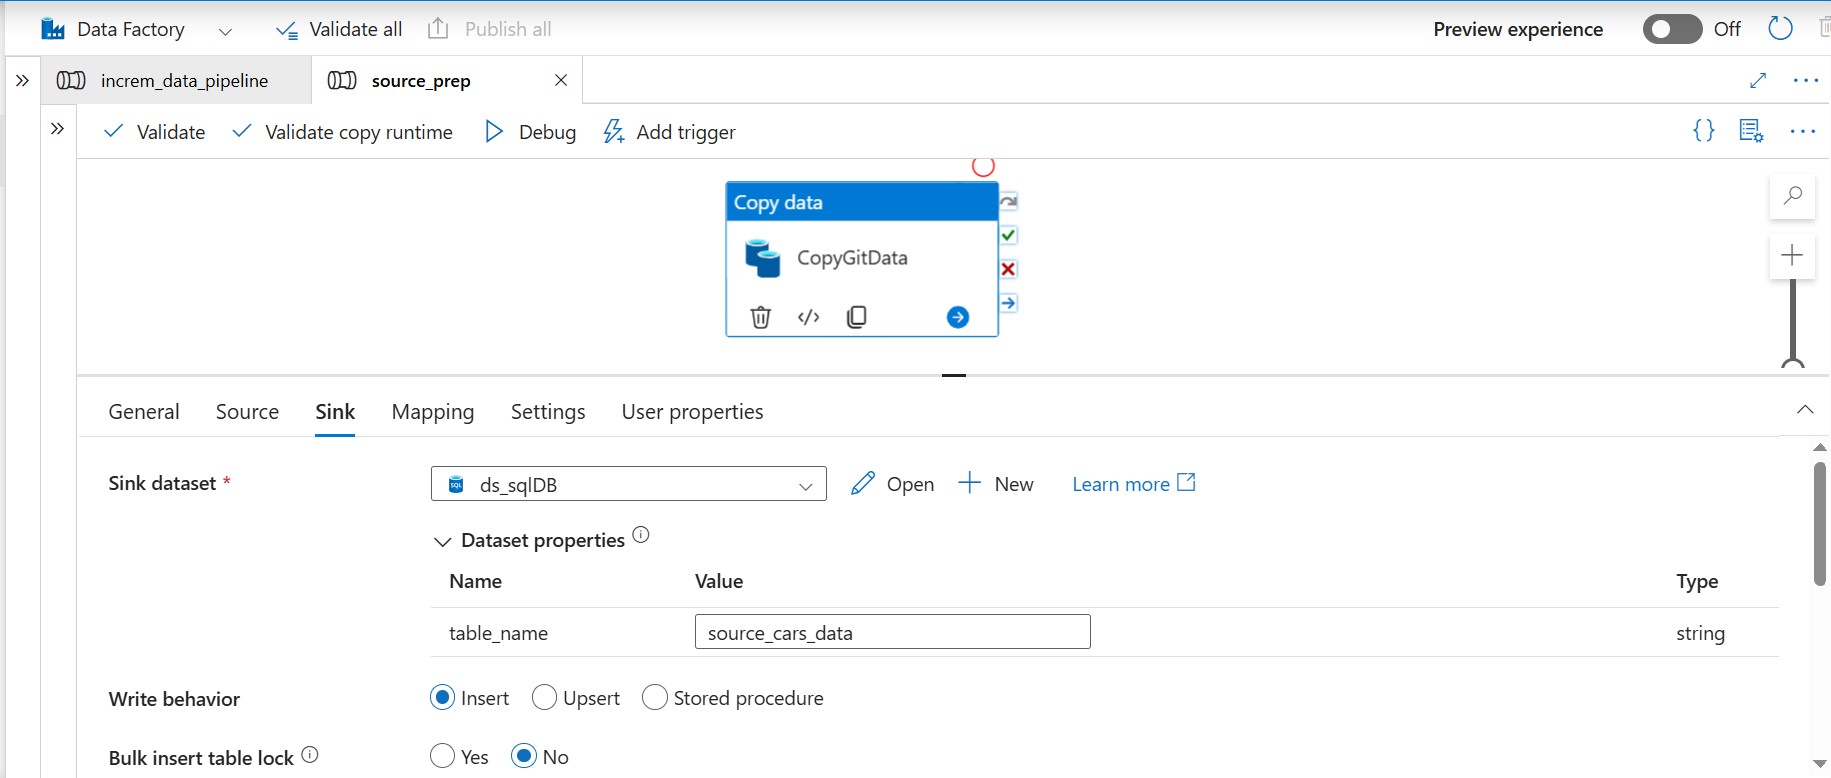 Data Factory Validate all Publish all Preview experience Off
increm_data_pipeline source_prep
Validate Validate copy runtime Debug Add trigger
Copy data
CopyGitData
General Source Sink Mapping Settings User properties
Sink dataset * SQL ds_sqlDB Open New Learn more
Dataset properties
Name Value Type
table_name source_cars_data string
Write behavior Insert Upsert Stored procedure
Bulk insert table lock Yes No